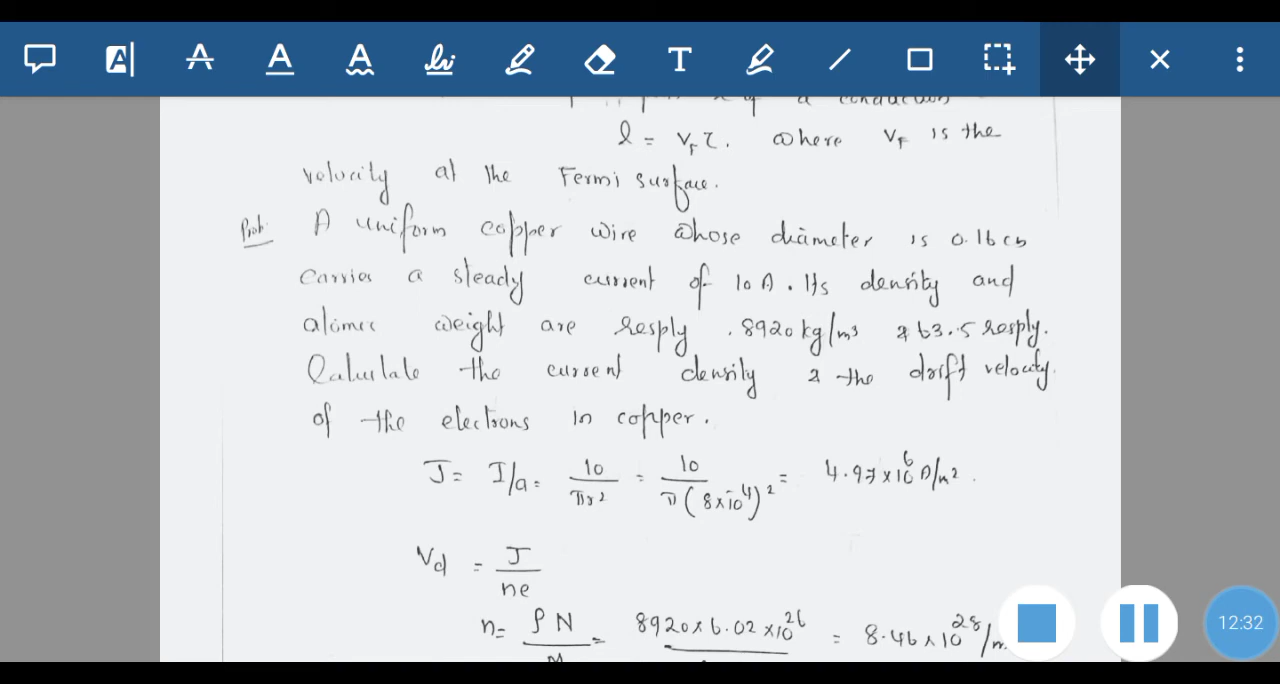 l = v_F τ. where v_F is the
velocity at the Fermi surface.
Prob. A uniform copper wire whose diameter is 0.16 cm
Carries a steady current of 10 A. Its density and
atomic weight are resply. 8920 kg/m³ & 63.5 resply.
Calculate the current density & the drift velocity.
of the electrons in copper.
J = I/a = 10/πr² = 10/π(8×10⁻⁴)² = 4.97×10⁶ A/m².
V_d = J/ne
n = ρN/M = 8920×6.02×10²⁶ = 8.46×10²⁸/m
12:32